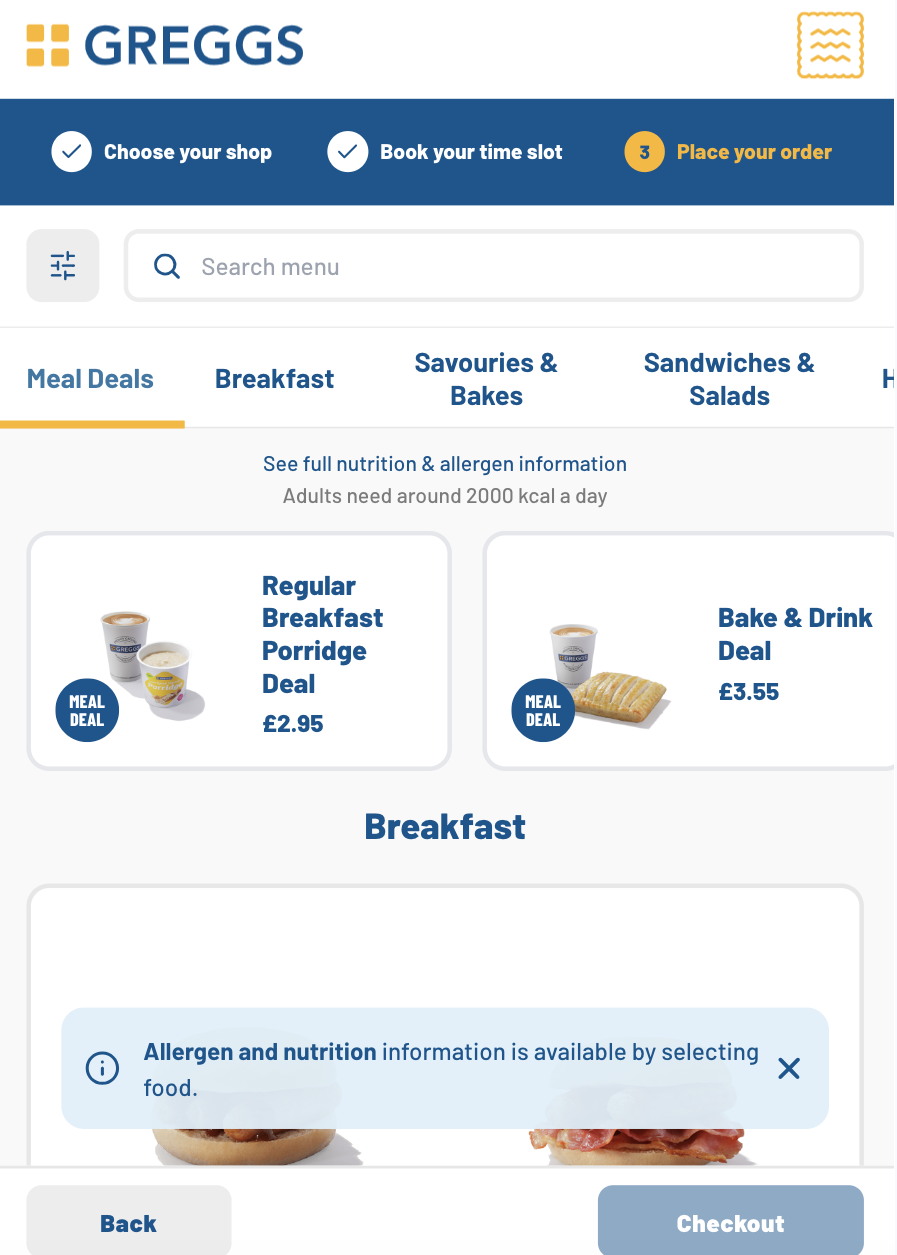 GREGGS
Choose your shop
Book your time slot
3 Place your order
Search menu
Meal Deals
Breakfast
Savouries &
Bakes
Sandwiches &
Salads
H
See full nutrition & allergen information
Adults need around 2000 kcal a day
GREGGS
MEAL
DEAL
Regular
Breakfast
Porridge
Deal
£2.95
GREGGS
MEAL
DEAL
Bake & Drink
Deal
£3.55
Breakfast
Allergen and nutrition information is available by selecting
food.
Back
Checkout